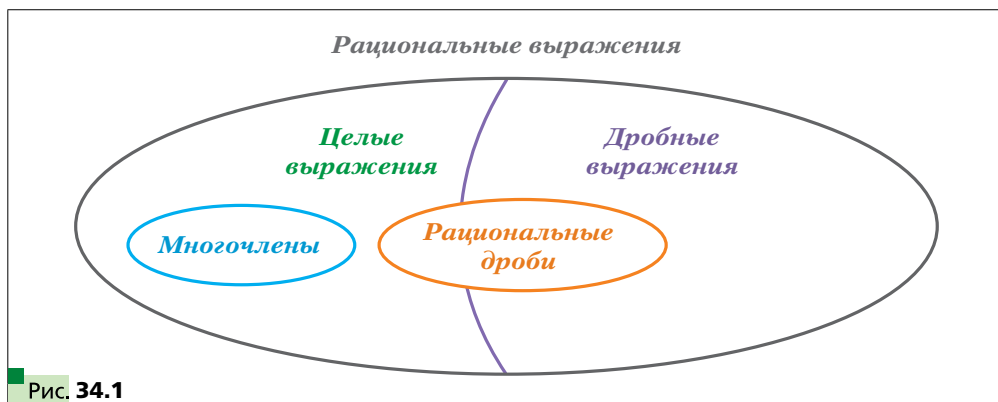 Рациональные выражения
Целые
выражения
Дробные
выражения
Многочлены
Рациональные
дроби
Рис. 34.1